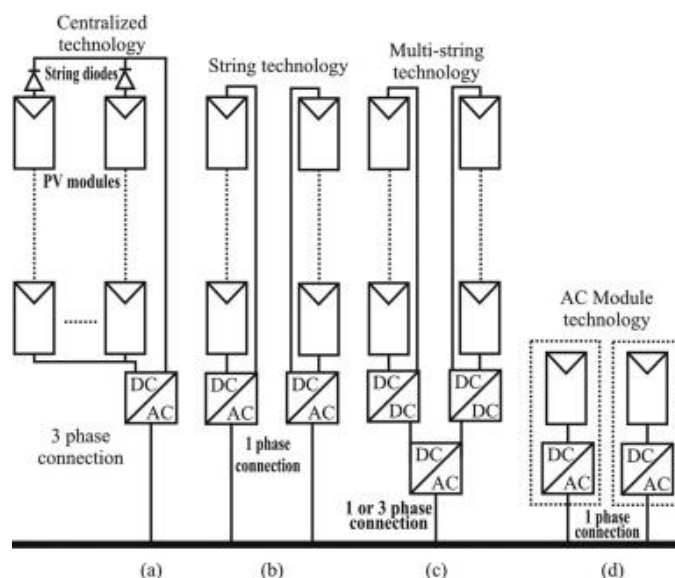 Centralized
technology
String diodes
PV modules
DC
AC
3 phase
connection
(a)
String technology
DC
AC
DC
AC
1 phase
connection
(b)
Multi-string
technology
DC
DC
DC
DC
DC
AC
1 or 3 phase
connection
(c)
AC Module
technology
DC
AC
DC
AC
1 phase
connection
(d)